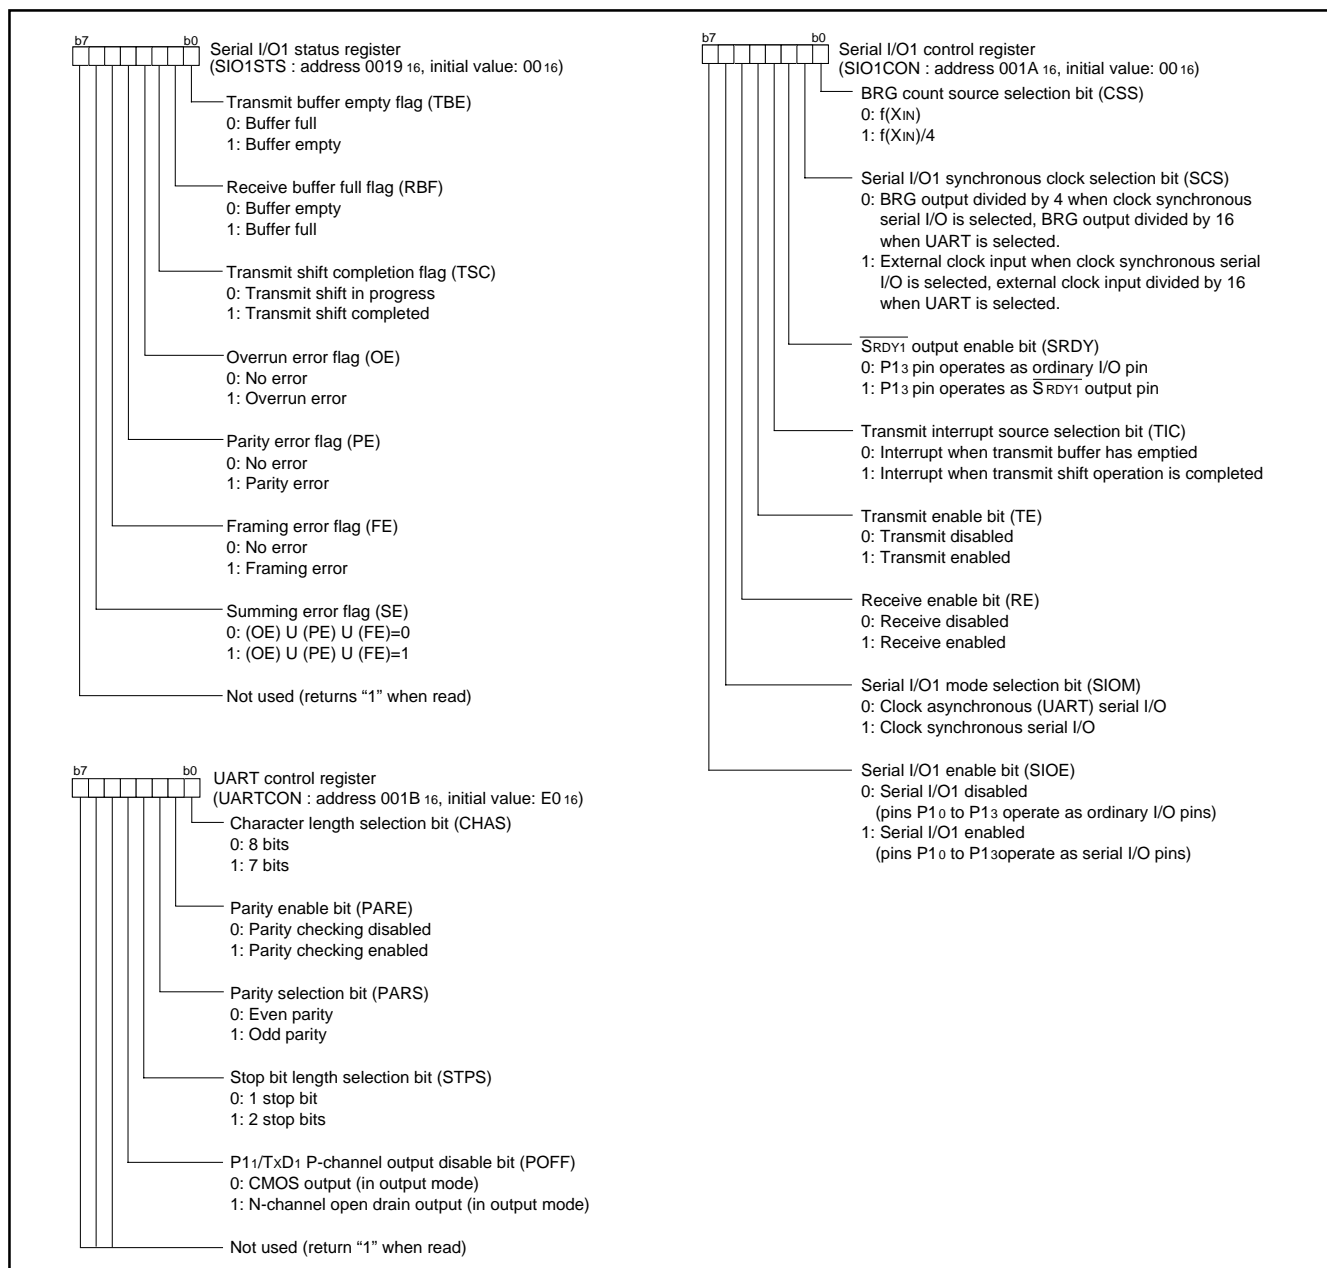 b7 b0
Serial I/O1 status register
(SIO1STS : address 0019 16, initial value: 00 16)
Transmit buffer empty flag (TBE)
0: Buffer full
1: Buffer empty
Receive buffer full flag (RBF)
0: Buffer empty
1: Buffer full
Transmit shift completion flag (TSC)
0: Transmit shift in progress
1: Transmit shift completed
Overrun error flag (OE)
0: No error
1: Overrun error
Parity error flag (PE)
0: No error
1: Parity error
Framing error flag (FE)
0: No error
1: Framing error
Summing error flag (SE)
0: (OE) U (PE) U (FE)=0
1: (OE) U (PE) U (FE)=1
Not used (returns “1” when read)
b7 b0
UART control register
(UARTCON : address 001B 16, initial value: E0 16)
Character length selection bit (CHAS)
0: 8 bits
1: 7 bits
Parity enable bit (PARE)
0: Parity checking disabled
1: Parity checking enabled
Parity selection bit (PARS)
0: Even parity
1: Odd parity
Stop bit length selection bit (STPS)
0: 1 stop bit
1: 2 stop bits
P11/TxD1 P-channel output disable bit (POFF)
0: CMOS output (in output mode)
1: N-channel open drain output (in output mode)
Not used (return “1” when read)
b7 b0
Serial I/O1 control register
(SIO1CON : address 001A 16, initial value: 00 16)
BRG count source selection bit (CSS)
0: f(XIN)
1: f(XIN)/4
Serial I/O1 synchronous clock selection bit (SCS)
0: BRG output divided by 4 when clock synchronous
serial I/O is selected, BRG output divided by 16
when UART is selected.
1: External clock input when clock synchronous serial
I/O is selected, external clock input divided by 16
when UART is selected.
SRDY1 output enable bit (SRDY)
0: P13 pin operates as ordinary I/O pin
1: P13 pin operates as SRDY1 output pin
Transmit interrupt source selection bit (TIC)
0: Interrupt when transmit buffer has emptied
1: Interrupt when transmit shift operation is completed
Transmit enable bit (TE)
0: Transmit disabled
1: Transmit enabled
Receive enable bit (RE)
0: Receive disabled
1: Receive enabled
Serial I/O1 mode selection bit (SIOM)
0: Clock asynchronous (UART) serial I/O
1: Clock synchronous serial I/O
Serial I/O1 enable bit (SIOE)
0: Serial I/O1 disabled
(pins P10 to P13 operate as ordinary I/O pins)
1: Serial I/O1 enabled
(pins P10 to P13operate as serial I/O pins)